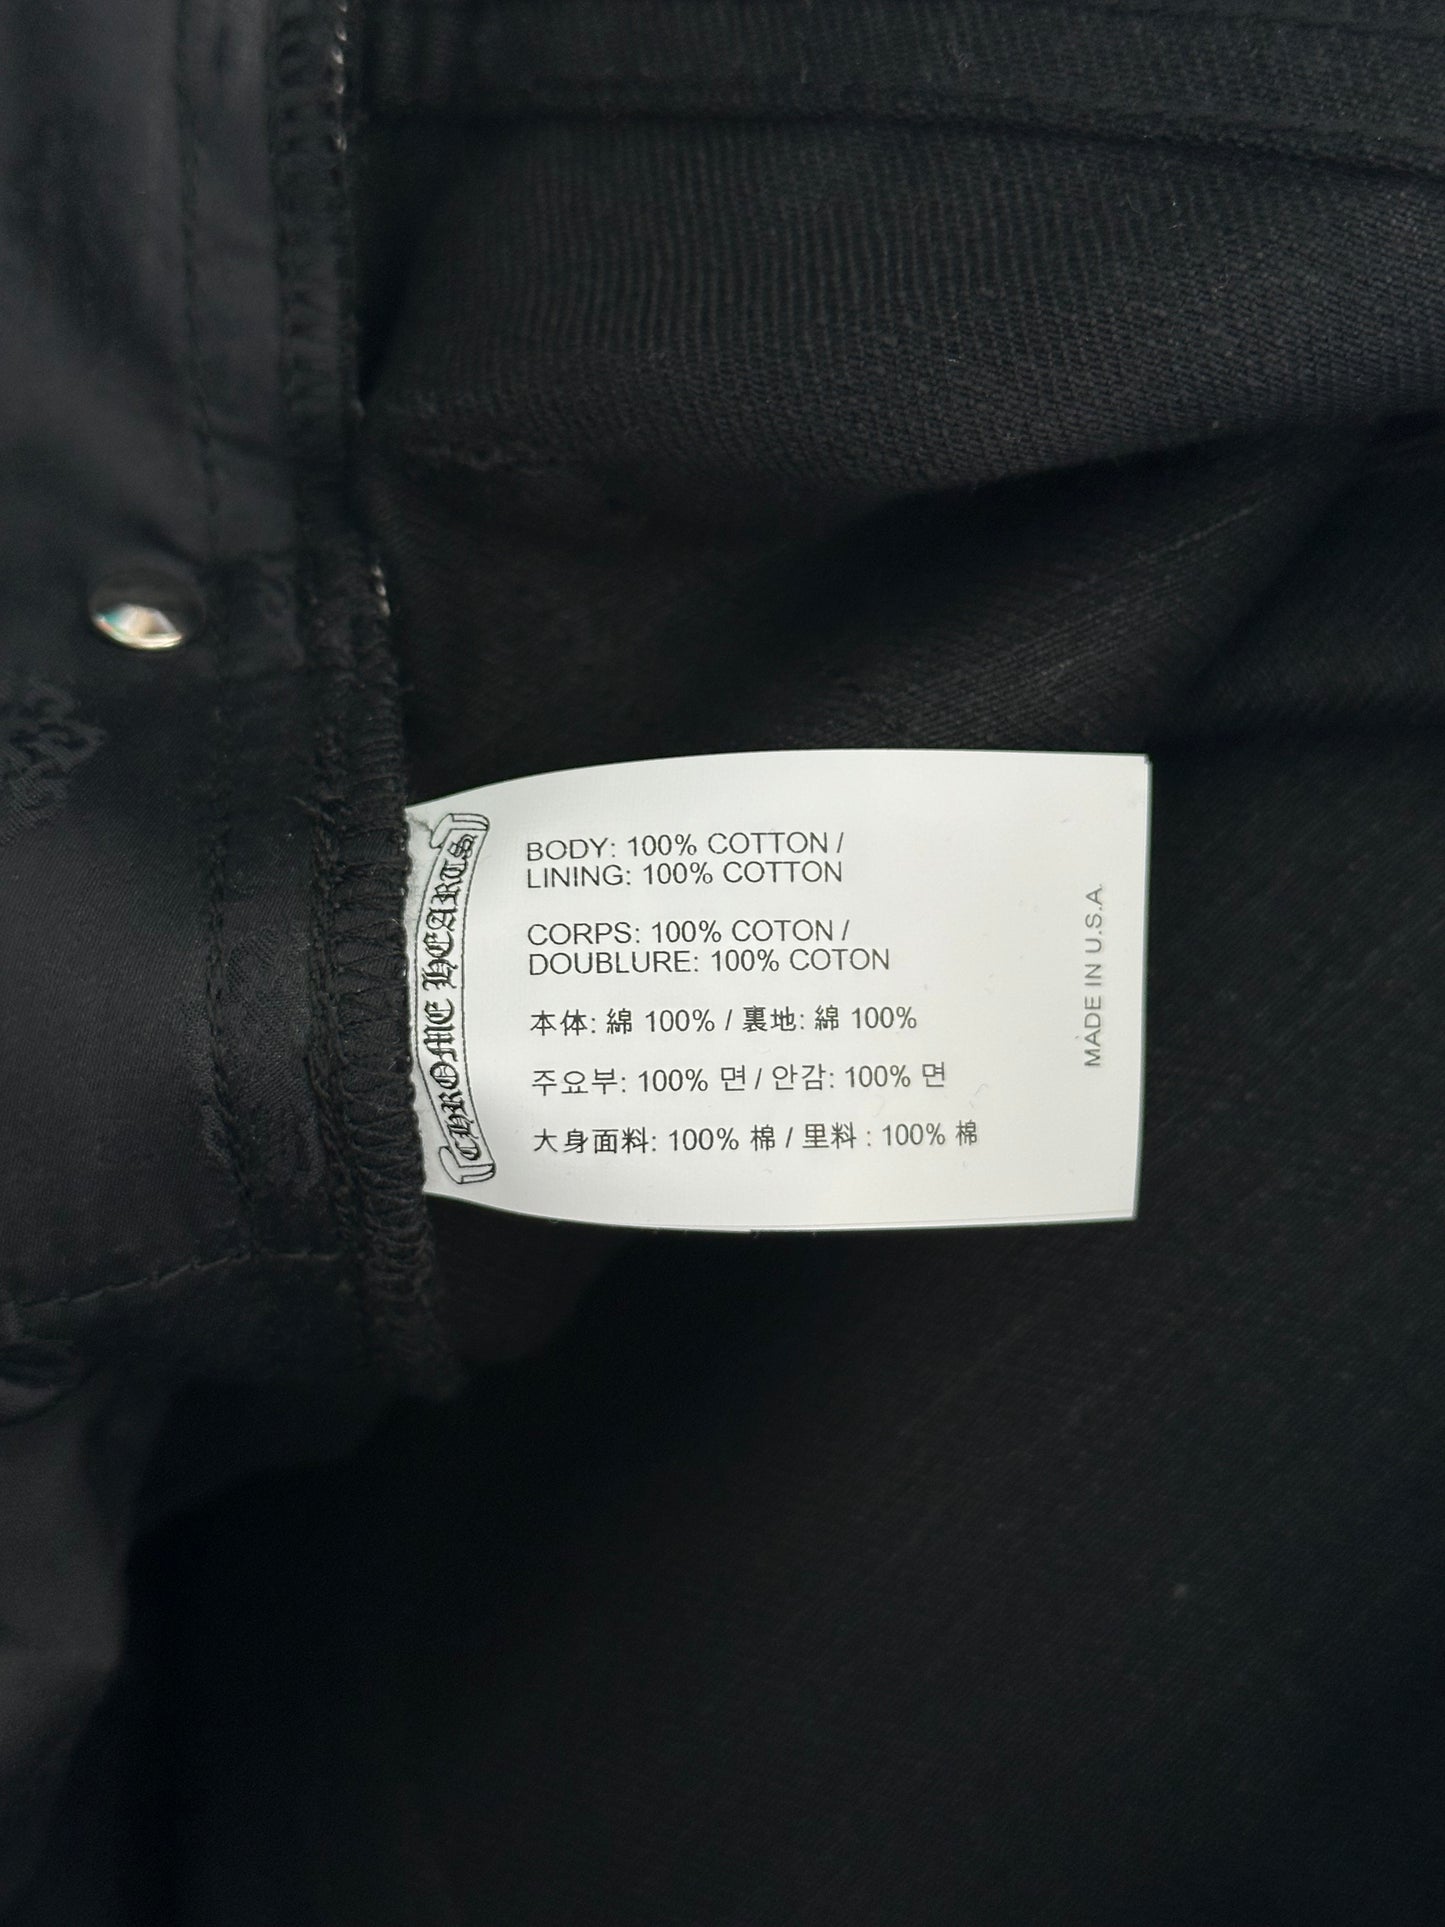 CHROME HEARTS
BODY: 100% COTTON /
LINING: 100% COTTON
CORPS: 100% COTON /
DOUBLURE: 100% COTON
本体: 綿 100% / 裏地: 綿 100%
주요부: 100% 면 / 안감: 100% 면
大身面料: 100% 棉 / 里料 : 100% 棉
MADE IN U.S.A.